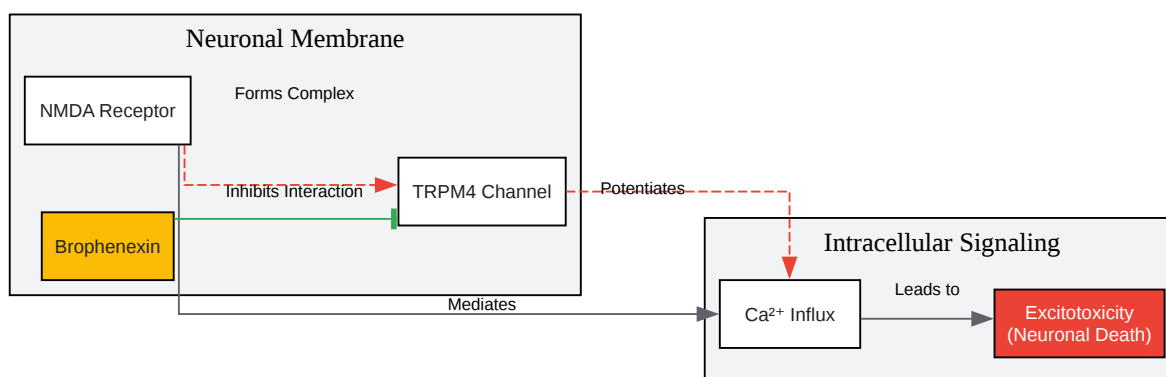 Neuronal Membrane
NMDA Receptor
Forms Complex
TRPM4 Channel
Inhibits Interaction
Potentiates
Brophenexin
Intracellular Signaling
Mediates
Ca²⁺ Influx
Leads to
Excitotoxicity
(Neuronal Death)